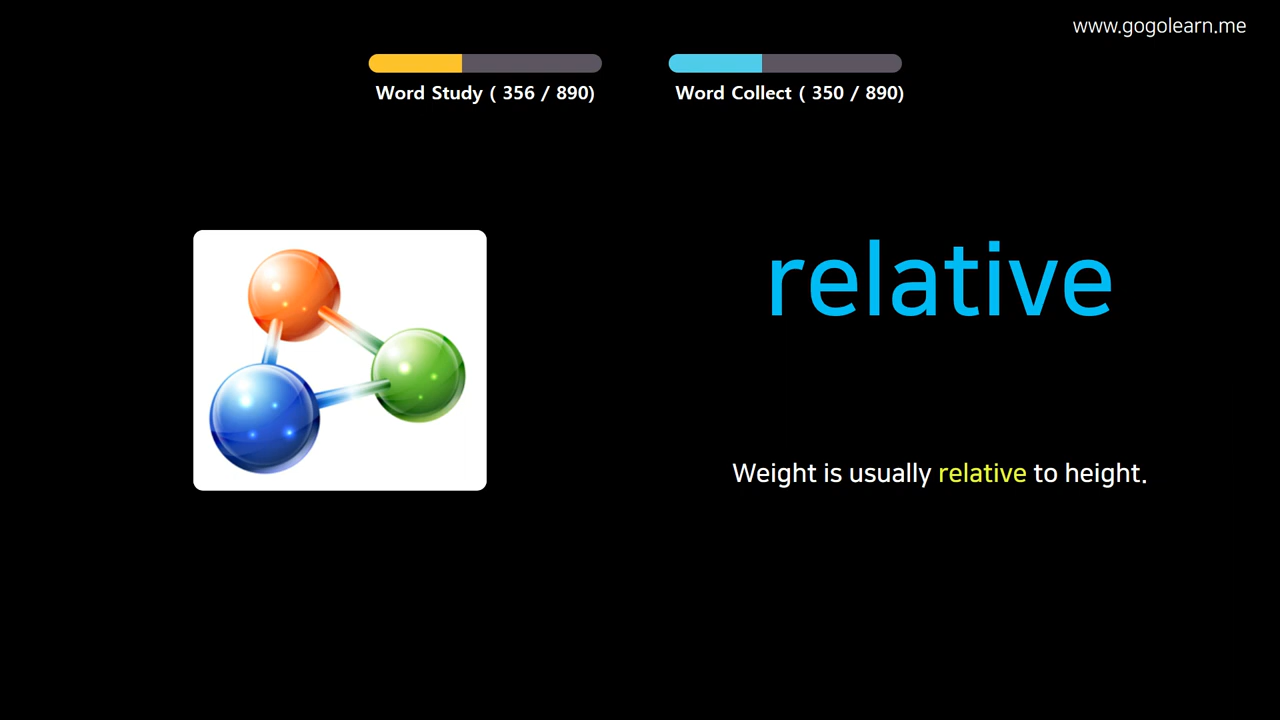 www.gogolearn.me
Word Study ( 356 / 890)
Word Collect ( 350 / 890)
relative
Weight is usually relative to height.